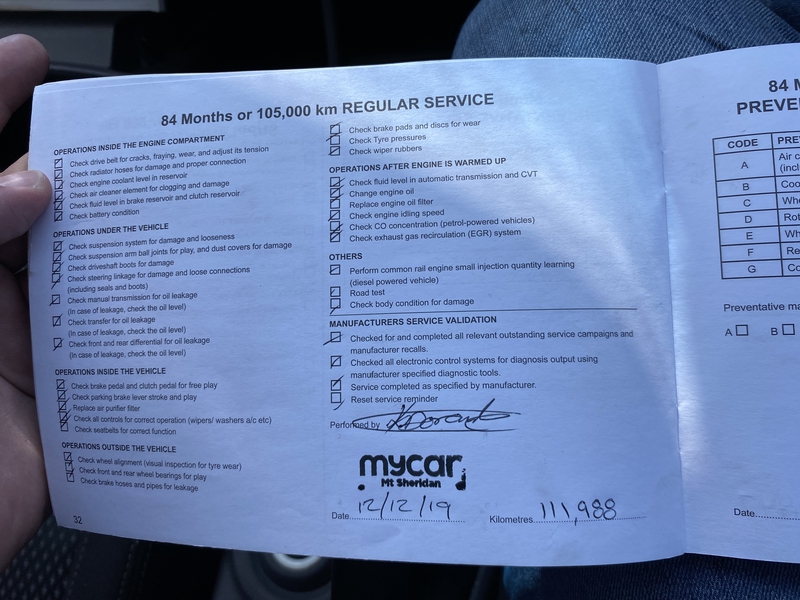 84 Months or 105,000 km REGULAR SERVICE
OPERATIONS INSIDE THE ENGINE COMPARTMENT
Check drive belt for cracks, fraying, wear, and adjust its tension
Check radiator hoses for damage and proper connection
Check engine coolant level in reservoir
Check air cleaner element for clogging and damage
Check fluid level in brake reservoir and clutch reservoir
Check battery condition
OPERATIONS UNDER THE VEHICLE
Check suspension system for damage and looseness
Check suspension arm ball joints for play, and dust covers for damage
Check driveshaft boots for damage
Check steering linkage for damage and loose connections
(including seals and boots)
Check manual transmission for oil leakage
(In case of leakage, check the oil level)
Check transfer for oil leakage
(In case of leakage, check the oil level)
Check front and rear differential for oil leakage
(In case of leakage, check the oil level)
OPERATIONS INSIDE THE VEHICLE
Check brake pedal and clutch pedal for free play
Check parking brake lever stroke and play
Replace air purifier filter
Check all controls for correct operation (wipers/ washers a/c etc)
Check seatbelts for correct function
OPERATIONS OUTSIDE THE VEHICLE
Check wheel alignment (visual inspection for tyre wear)
Check front and rear wheel bearings for play
Check brake hoses and pipes for leakage
32
Check brake pads and discs for wear
Check Tyre pressures
Check wiper rubbers
OPERATIONS AFTER ENGINE IS WARMED UP
Check fluid level in automatic transmission and CVT
Change engine oil
Replace engine oil filter
Check engine idling speed
Check CO concentration (petrol-powered vehicles)
Check exhaust gas recirculation (EGR) system
OTHERS
Perform common rail engine small injection quantity learning
(diesel powered vehicle)
Road test
Check body condition for damage
MANUFACTURERS SERVICE VALIDATION
Checked for and completed all relevant outstanding service campaigns and
manufacturer recalls.
Checked all electronic control systems for diagnosis output using
manufacturer specified diagnostic tools.
Service completed as specified by manufacturer.
Reset service reminder
Performed by
mycar
Mt Sheridan
Date 12/12/19 Kilometres 111,988
84 M
PREVEN
CODE PRE
A Air c
(incl
B Coo
C Whe
D Rot
E Wh
F Re
G Co
Preventative ma
A B
Date